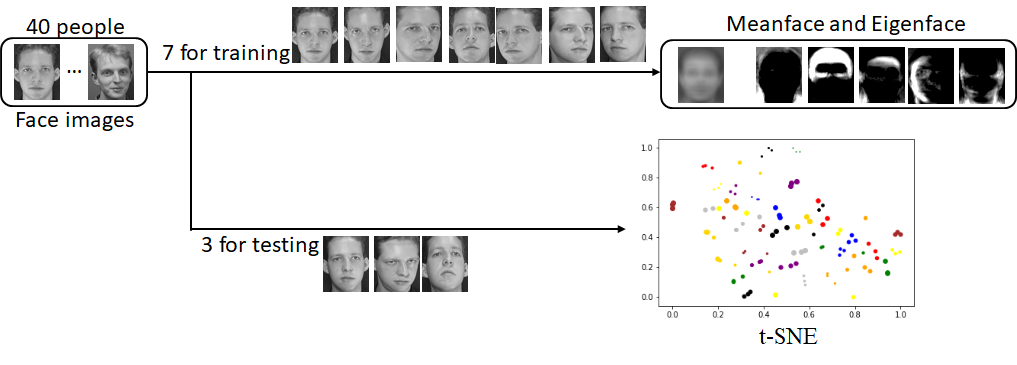 40 people
...
Face images
7 for training
Meanface and Eigenface
3 for testing
1.0
0.8
0.6
0.4
0.2
0.0
0.0 0.2 0.4 0.6 0.8 1.0
t-SNE